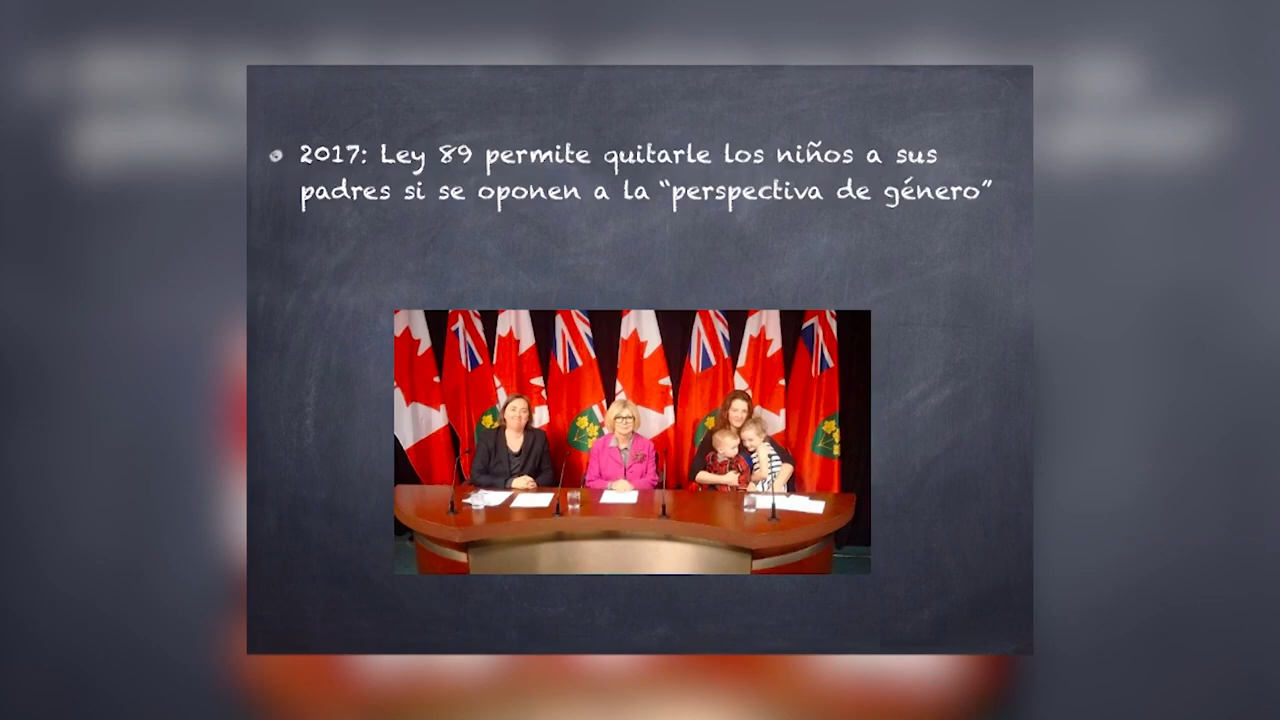 2017: Ley 89 permite quitarle los niños a sus
padres si se oponen a la “perspectiva de género”